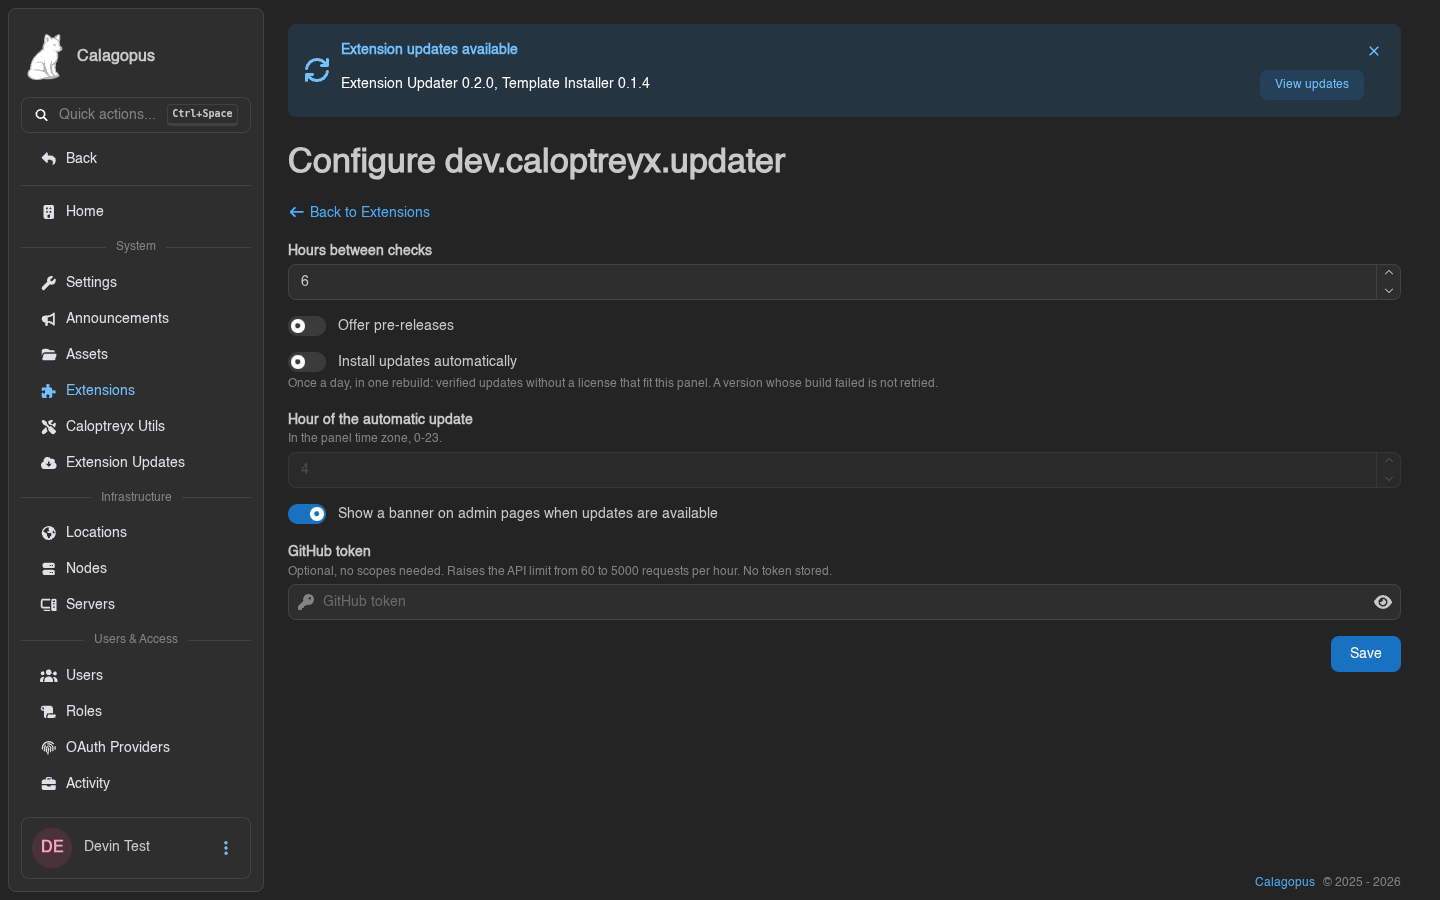 Calagopus
Quick actions... Ctrl+Space
Back
Home
System
Settings
Announcements
Assets
Extensions
Caloptreyx Utils
Extension Updates
Infrastructure
Locations
Nodes
Servers
Users & Access
Users
Roles
OAuth Providers
Activity
DE Devin Test
Extension updates available
Extension Updater 0.2.0, Template Installer 0.1.4
View updates
Configure dev.caloptreyx.updater
Back to Extensions
Hours between checks
6
Offer pre-releases
Install updates automatically
Once a day, in one rebuild: verified updates without a license that fit this panel. A version whose build failed is not retried.
Hour of the automatic update
In the panel time zone, 0-23.
4
Show a banner on admin pages when updates are available
GitHub token
Optional, no scopes needed. Raises the API limit from 60 to 5000 requests per hour. No token stored.
GitHub token
Save
Calagopus © 2025 - 2026